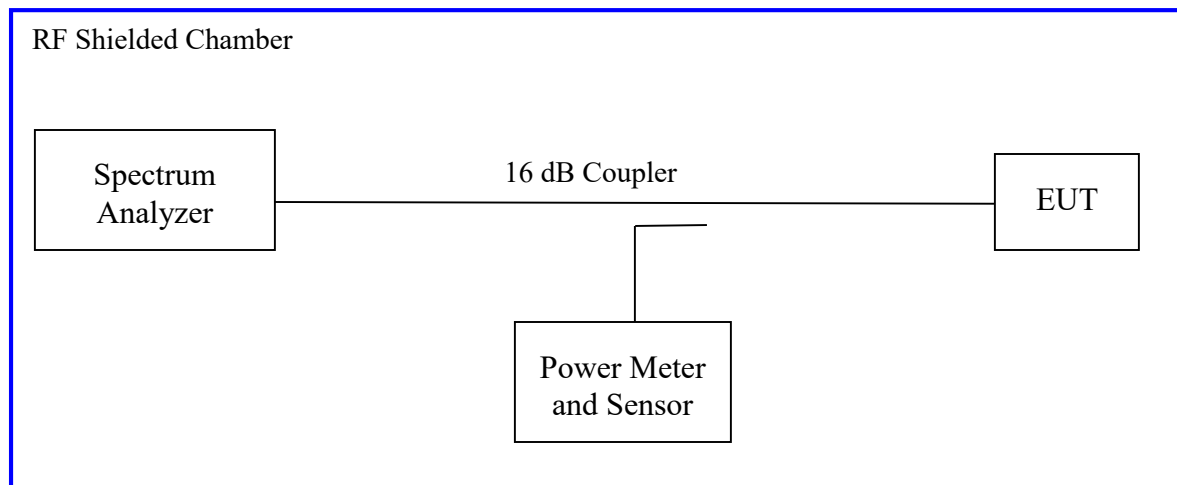 RF Shielded Chamber
Spectrum
Analyzer
16 dB Coupler
EUT
Power Meter
and Sensor